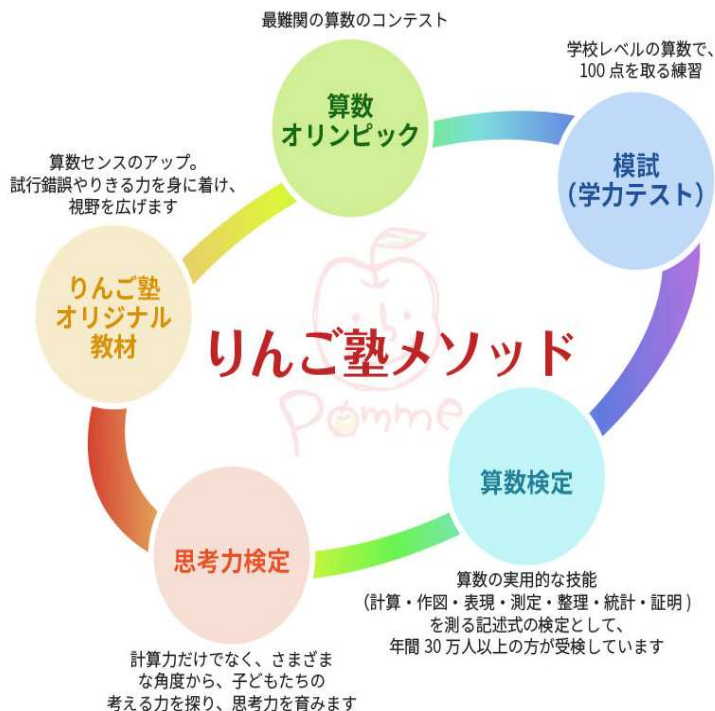 最難関の算数のコンテスト
算数
オリンピック
学校レベルの算数で、
100 点を取る練習
模試
（学力テスト）
算数センスのアップ。
試行錯誤やりきる力を身に着け、
視野を広げます
りんご塾
オリジナル
教材
りんご塾メソッド
Pomme
算数検定
算数の実用的な技能
（計算・作図・表現・測定・整理・統計・証明 )
を測る記述式の検定として、
年間 30 万人以上の方が受検しています
思考力検定
計算力だけでなく、さまざま
な角度から、子どもたちの
考える力を探り、思考力を育みます